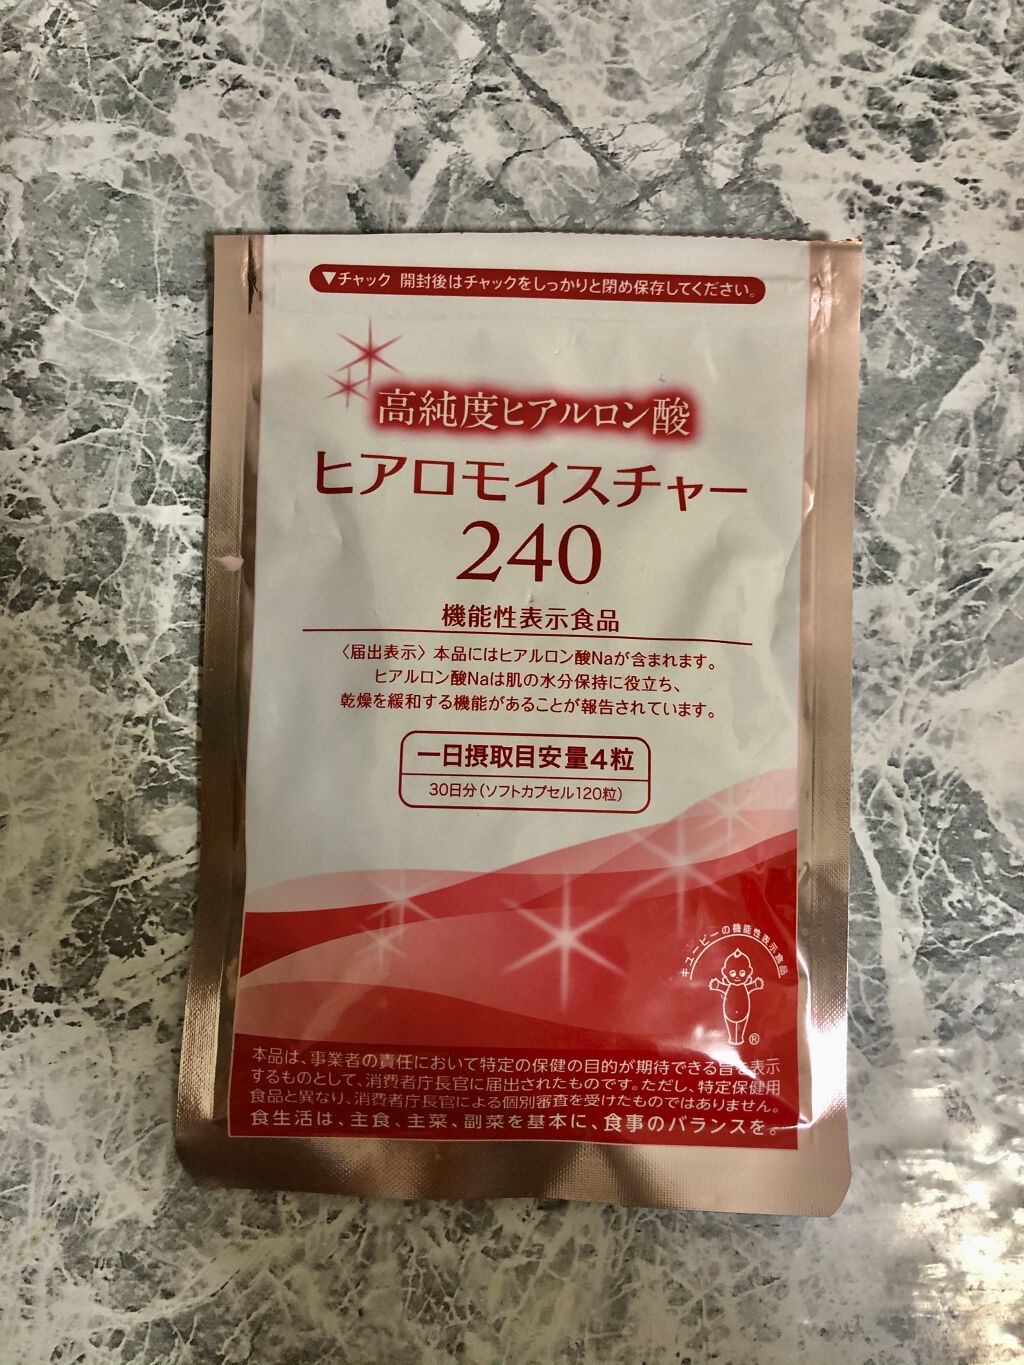 ▼チャック 開封後はチャックをしっかりと閉め保存してください。
高純度ヒアルロン酸
ヒアロモイスチャー
240
機能性表示食品
〈届出表示〉本品にはヒアルロン酸Naが含まれます。
ヒアルロン酸Naは肌の水分保持に役立ち、
乾燥を緩和する機能があることが報告されています。
一日摂取目安量4粒
30日分(ソフトカプセル120粒)
キユーピーの機能性表示食品
®
本品は、事業者の責任において特定の保健の目的が期待できる旨を表示
するものとして、消費者庁長官に届出されたものです。ただし、特定保健用
食品と異なり、消費者庁長官による個別審査を受けたものではありません。
食生活は、主食、主菜、副菜を基本に、食事のバランスを。